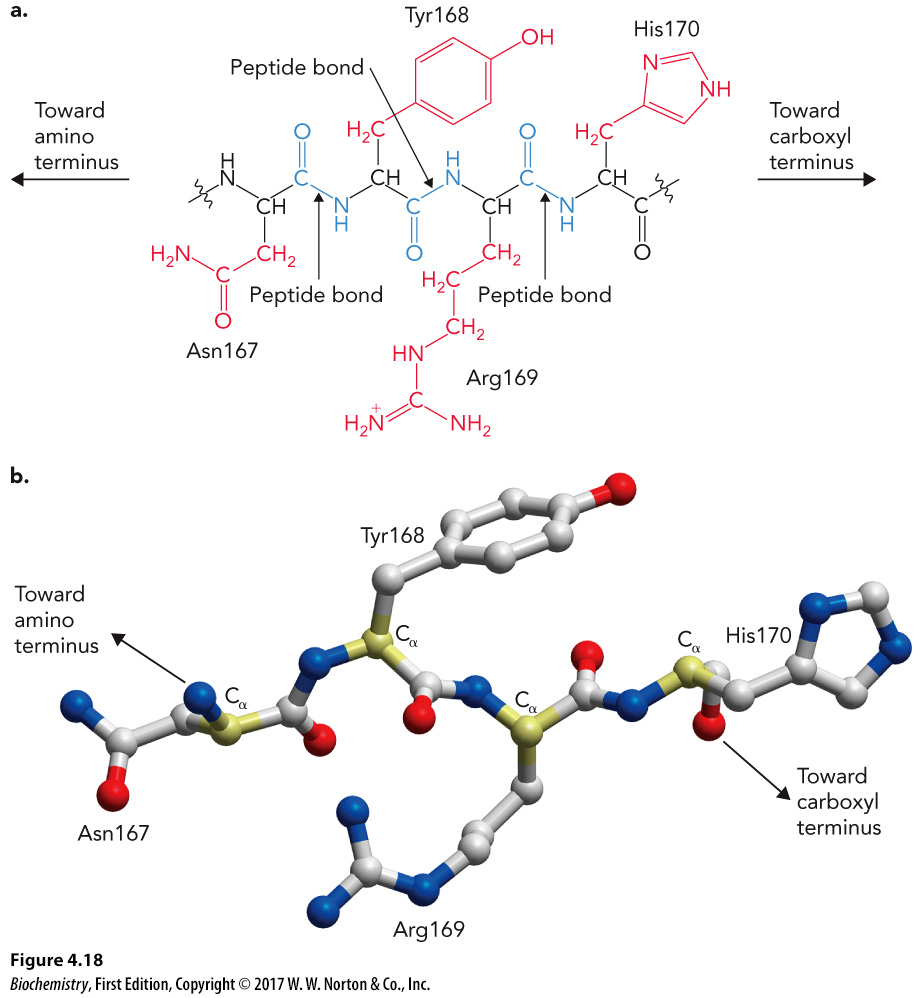 a.
Tyr168
OH
His170
Peptide bond
N
NH
Toward
amino
terminus
Toward
carboxyl
terminus
H2C
H2C
O
H
O
H
N
C
CH
N
C
CH
CH
N
H
C
CH
N
H
C
H2N
CH2
O
CH2
O
C
H2C
Peptide bond
Peptide bond
O
CH2
Asn167
HN
Arg169
C
+
H2N
NH2
b.
Tyr168
Toward
amino
terminus
Cα
Cα
His170
Cα
Cα
Toward
carboxyl
terminus
Asn167
Arg169
Figure 4.18
Biochemistry, First Edition, Copyright © 2017 W. W. Norton & Co., Inc.